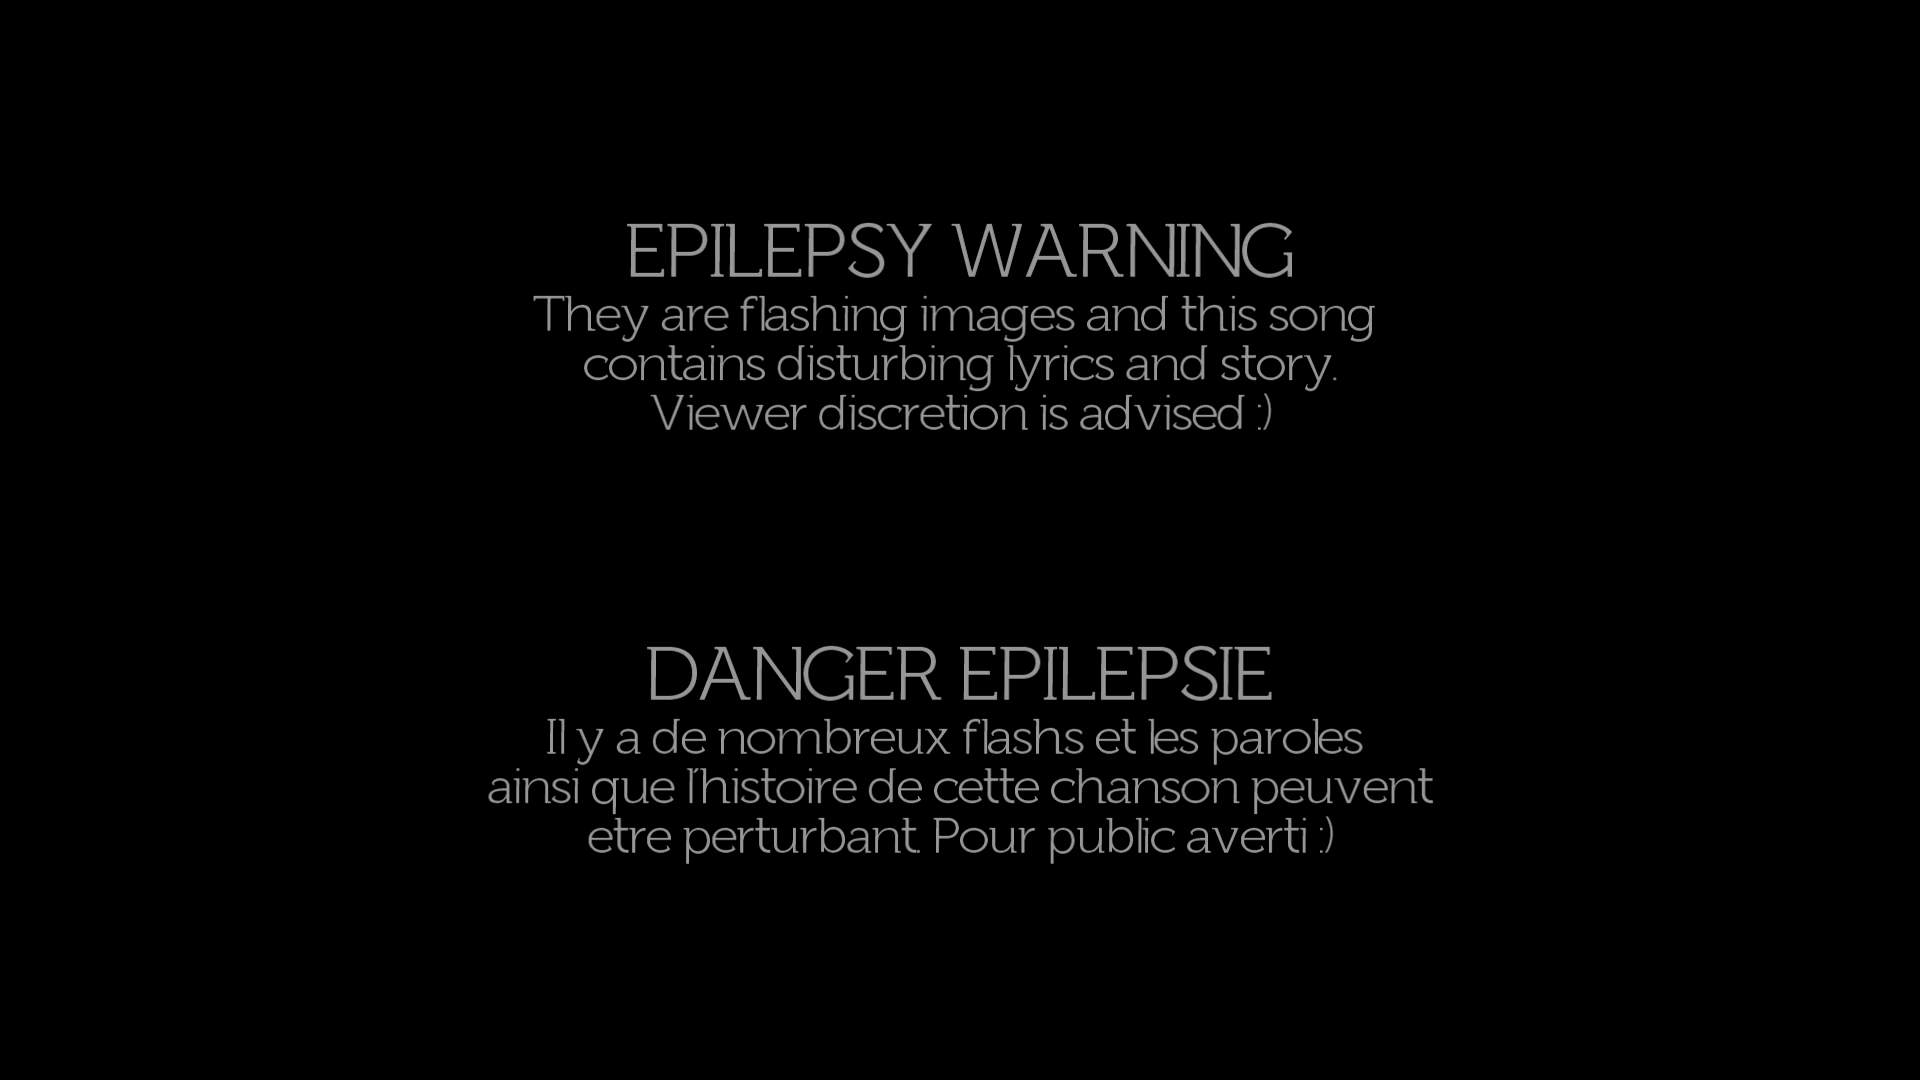 EPILEPSY WARNING
They are flashing images and this song
contains disturbing lyrics and story.
Viewer discretion is advised :)
DANGER EPILEPSIE
Il y a de nombreux flashs et les paroles
ainsi que l'histoire de cette chanson peuvent
etre perturbant. Pour public averti :)